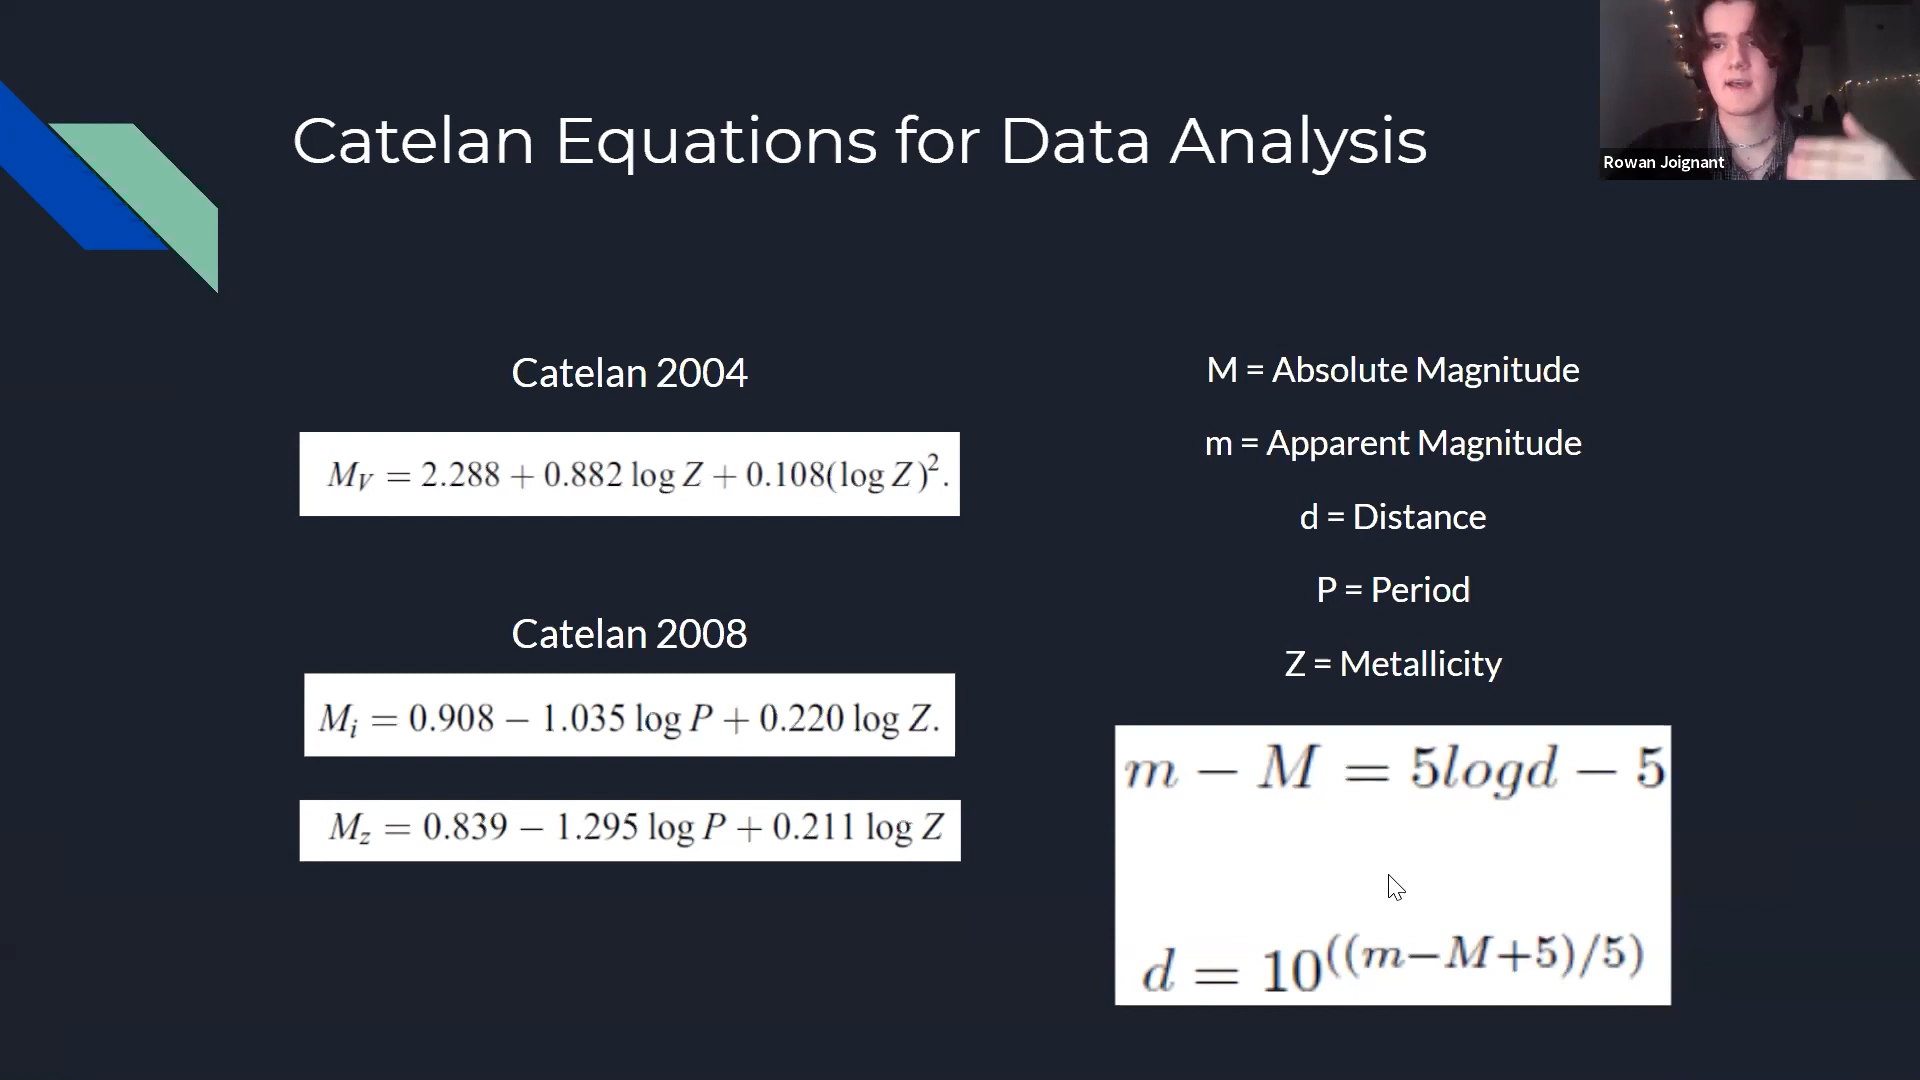 Catelan Equations for Data Analysis
Rowan Joignant
Catelan 2004
M_V = 2.288 + 0.882 log Z + 0.108(log Z)^2.
Catelan 2008
M_i = 0.908 − 1.035 log P + 0.220 log Z.
M_z = 0.839 − 1.295 log P + 0.211 log Z
M = Absolute Magnitude
m = Apparent Magnitude
d = Distance
P = Period
Z = Metallicity
m − M = 5logd − 5
d = 10^((m−M+5)/5)